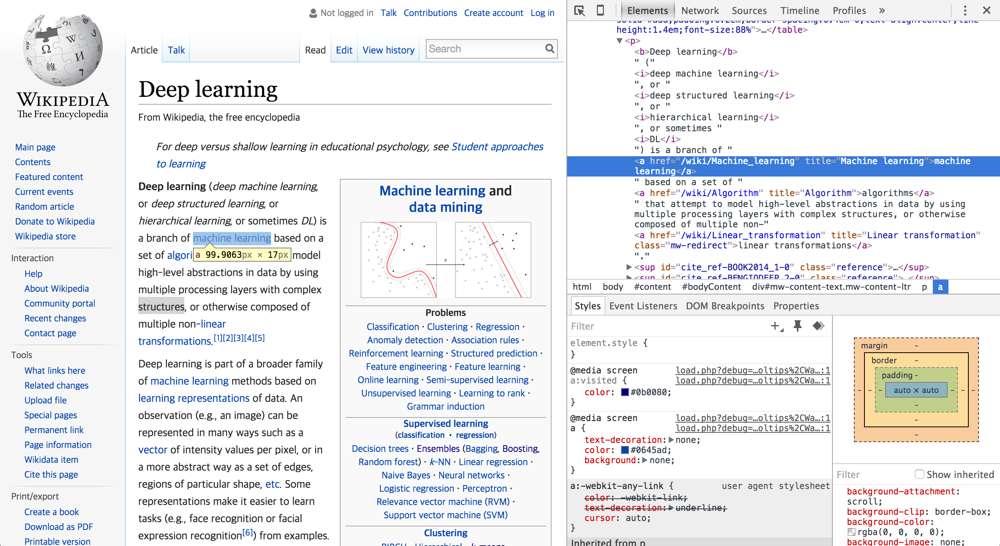 Not logged in Talk Contributions Create account Log in
Article Talk Read Edit View history Search
WIKIPEDIA
The Free Encyclopedia
Main page
Contents
Featured content
Current events
Random article
Donate to Wikipedia
Wikipedia store
Interaction
Help
About Wikipedia
Community portal
Recent changes
Contact page
Tools
What links here
Related changes
Upload file
Special pages
Permanent link
Page information
Wikidata item
Cite this page
Print/export
Create a book
Download as PDF
Printable version
Deep learning
From Wikipedia, the free encyclopedia
For deep versus shallow learning in educational psychology, see Student approaches
to learning
Deep learning (deep machine learning,
or deep structured learning, or
hierarchical learning, or sometimes DL) is
a branch of machine learning based on a
set of algori
a 99.9063px × 17px
model
high-level abstractions in data by using
multiple processing layers with complex
structures, or otherwise composed of
multiple non-linear
transformations.[1][2][3][4][5]
Deep learning is part of a broader family
of machine learning methods based on
learning representations of data. An
observation (e.g., an image) can be
represented in many ways such as a
vector of intensity values per pixel, or in
a more abstract way as a set of edges,
regions of particular shape, etc. Some
representations make it easier to learn
tasks (e.g., face recognition or facial
expression recognition[6]) from examples.
Machine learning and
data mining
ϕ
Problems
Classification · Clustering · Regression ·
Anomaly detection · Association rules ·
Reinforcement learning · Structured prediction ·
Feature engineering · Feature learning ·
Online learning · Semi-supervised learning ·
Unsupervised learning · Learning to rank ·
Grammar induction
Supervised learning
(classification · regression)
Decision trees · Ensembles (Bagging, Boosting,
Random forest) · k-NN · Linear regression ·
Naive Bayes · Neural networks ·
Logistic regression · Perceptron ·
Relevance vector machine (RVM) ·
Support vector machine (SVM)
Clustering
BIRCH · Hierarchical · k-means ·
Elements Network Sources Timeline Profiles »
height:1.4em;font-size:88%">…</table>
▼<p>
<b>Deep learning</b>
" ("
<i>deep machine learning</i>
", or "
<i>deep structured learning</i>
", or "
<i>hierarchical learning</i>
", or sometimes "
<i>DL</i>
") is a branch of "
<a href="/wiki/Machine_learning" title="Machine learning">machine
learning</a>
" based on a set of "
<a href="/wiki/Algorithm" title="Algorithm">algorithms</a>
" that attempt to model high-level abstractions in data by using
multiple processing layers with complex structures, or otherwise
composed of multiple non-"
<a href="/wiki/Linear_transformation" title="Linear transformation"
class="mw-redirect">linear transformations</a>
"."
▶<sup id="cite_ref-BOOK2014_1-0" class="reference">…</sup>
▶<sup id="cite_ref-BENGIODEEP_2-0" class="reference">…</sup>
html body #content #bodyContent div#mw-content-text.mw-content-ltr p a
Styles Event Listeners DOM Breakpoints Properties
Filter
element.style {
}
@media screen load.php?debug=…oltips%2CWa…:1
a:visited { load.php?debug=…oltips%2CWa…:1
color: #0b0080;
}
@media screen load.php?debug=…oltips%2CWa…:1
a { load.php?debug=…oltips%2CWa…:1
text-decoration:▶none;
color: #0645ad;
background:▶none;
}
a:-webkit-any-link { user agent stylesheet
color: -webkit-link;
text-decoration:▶underline;
cursor: auto;
}
Inherited from p
margin -
border -
padding -
- - - auto × auto - - -
-
-
-
Filter Show inherited
background-attachment:
scroll;
background-clip: border-box;
background-color:
rgba(0, 0, 0, 0);
background-image: none;